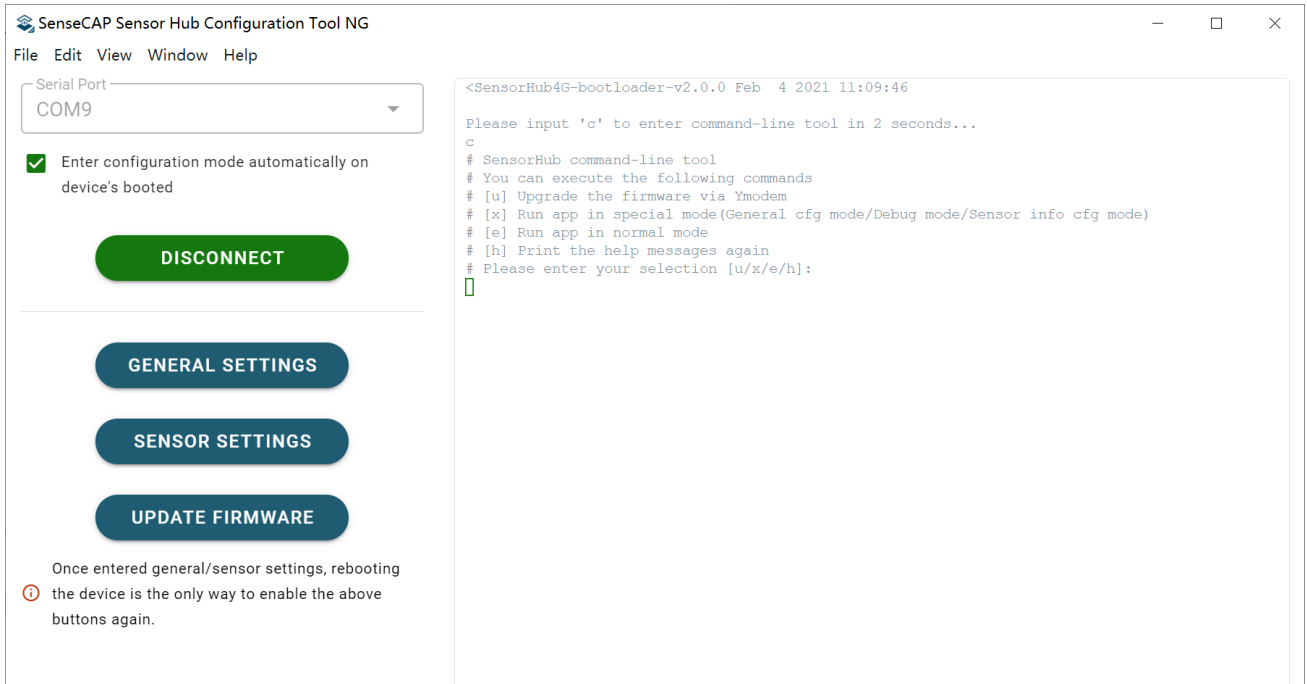 SenseCAP Sensor Hub Configuration Tool NG
File Edit View Window Help
Serial Port
COM9
Enter configuration mode automatically on
device's booted
DISCONNECT
GENERAL SETTINGS
SENSOR SETTINGS
UPDATE FIRMWARE
Once entered general/sensor settings, rebooting
the device is the only way to enable the above
buttons again.
<SensorHub4G-bootloader-v2.0.0 Feb  4 2021 11:09:46
Please input 'c' to enter command-line tool in 2 seconds...
c
# SensorHub command-line tool
# You can execute the following commands
# [u] Upgrade the firmware via Ymodem
# [x] Run app in special mode(General cfg mode/Debug mode/Sensor info cfg mode)
# [e] Run app in normal mode
# [h] Print the help messages again
# Please enter your selection [u/x/e/h]: